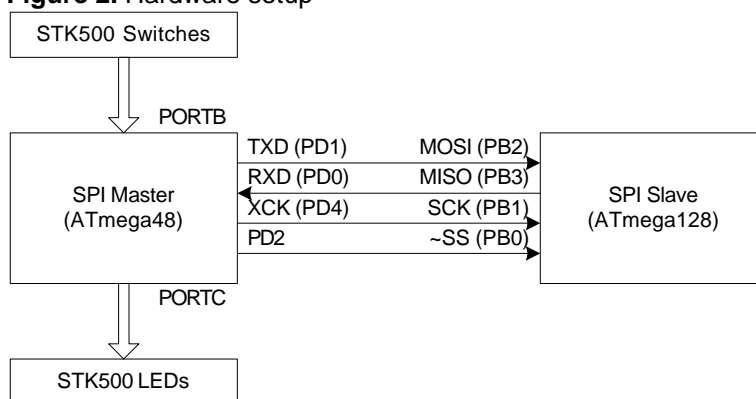 Figure 2. Hardware setup
STK500 Switches
PORTB
TXD (PD1) MOSI (PB2)
RXD (PD0) MISO (PB3)
XCK (PD4) SCK (PB1)
PD2 ~SS (PB0)
SPI Master
(ATmega48)
SPI Slave
(ATmega128)
PORTC
STK500 LEDs